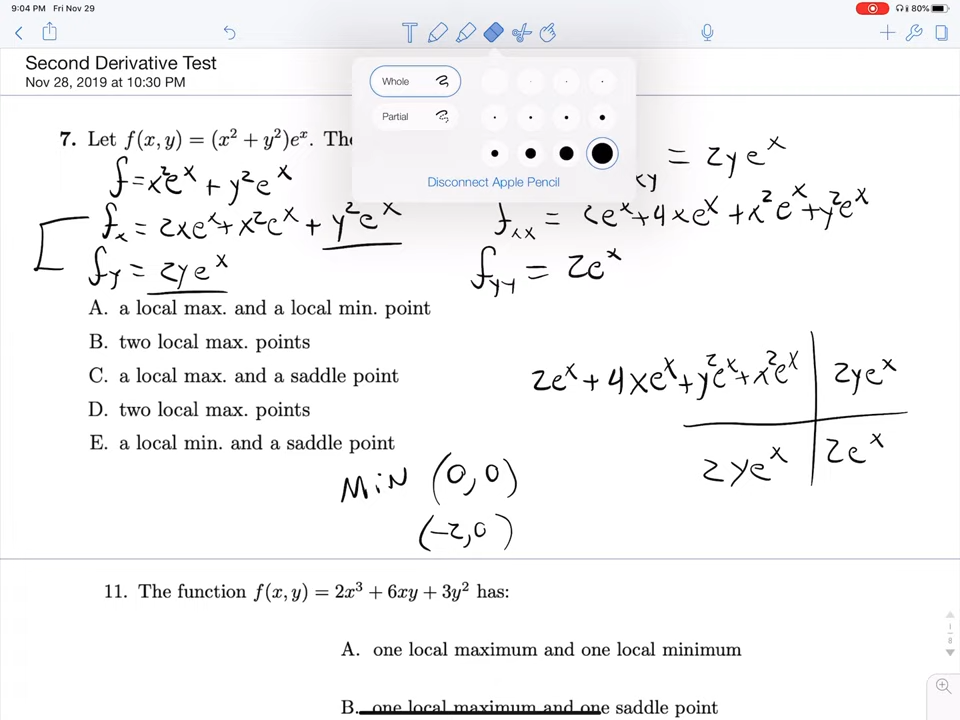 9:04 PM Fri Nov 29
80%
Second Derivative Test
Nov 28, 2019 at 10:30 PM
Whole
Partial
Disconnect Apple Pencil
7. Let f(x, y) = (x² + y²)eˣ. The
f = x²eˣ + y²eˣ
fₓ = 2xeˣ + x²eˣ + y²eˣ
f_y = 2yeˣ
xy = 2yeˣ
f_xx = 2eˣ + 4xeˣ + x²eˣ + y²eˣ
f_yy = 2eˣ
A. a local max. and a local min. point
B. two local max. points
C. a local max. and a saddle point
D. two local max. points
E. a local min. and a saddle point
2eˣ + 4xeˣ + y²eˣ + x²eˣ | 2yeˣ
2yeˣ | 2eˣ
MiN (0,0)
(-2,0)
11. The function f(x, y) = 2x³ + 6xy + 3y² has:
A. one local maximum and one local minimum
B. one local maximum and one saddle point